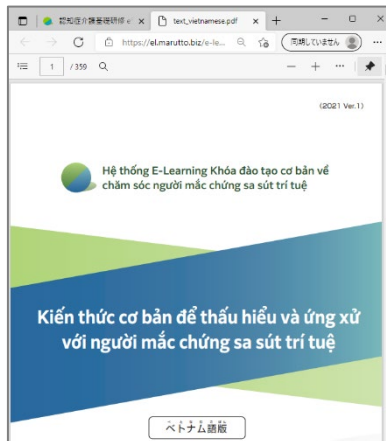 認知症介護基礎研修 e
text_vietnamese.pdf
https://el.marutto.biz/e-le...
同期していません
1 / 359
(2021 Ver.1)
Hệ thống E-Learning Khóa đào tạo cơ bản về
chăm sóc người mắc chứng sa sút trí tuệ
Kiến thức cơ bản để thấu hiểu và ứng xử
với người mắc chứng sa sút trí tuệ
ベトナム語版